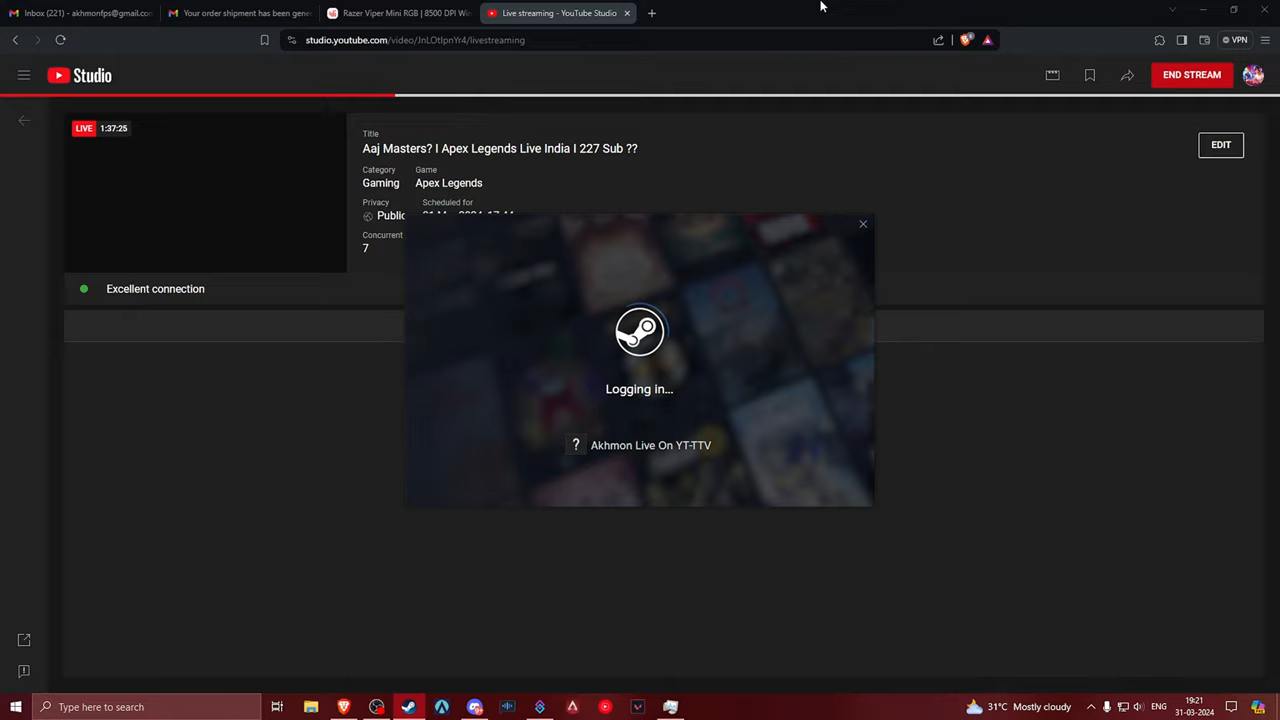 Inbox (221) - akhmonfps@gmail.com
Your order shipment has been gene
Razer Viper Mini RGB | 8500 DPI Wi
Live streaming - YouTube Studio
studio.youtube.com/video/JnLOtIpnYr4/livestreaming
VPN
Studio
END STREAM
LIVE 1:37:25
Title
Aaj Masters? I Apex Legends Live India I 227 Sub ??
EDIT
Category Game
Gaming Apex Legends
Privacy Scheduled for
Public
Concurrent
7
Excellent connection
Logging in...
? Akhmon Live On YT-TTV
Type here to search
31°C Mostly cloudy
ENG
19:21
31-03-2024